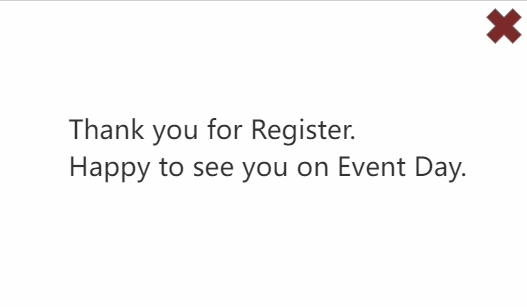 Thank you for Register.
Happy to see you on Event Day.